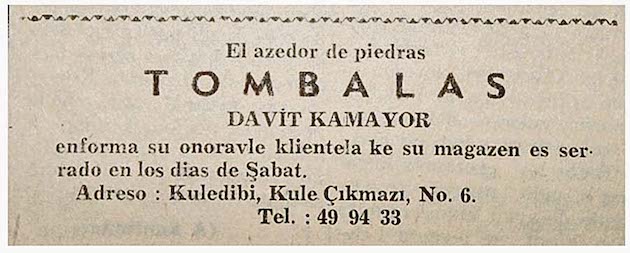 El azedor de piedras
TOMBALAS
DAVİT KAMAYOR
enforma su onoravle klientela ke su magazen es ser-
rado en los dias de Şabat.
Adreso : Kuledibi, Kule Çıkmazı, No. 6.
Tel. : 49 94 33